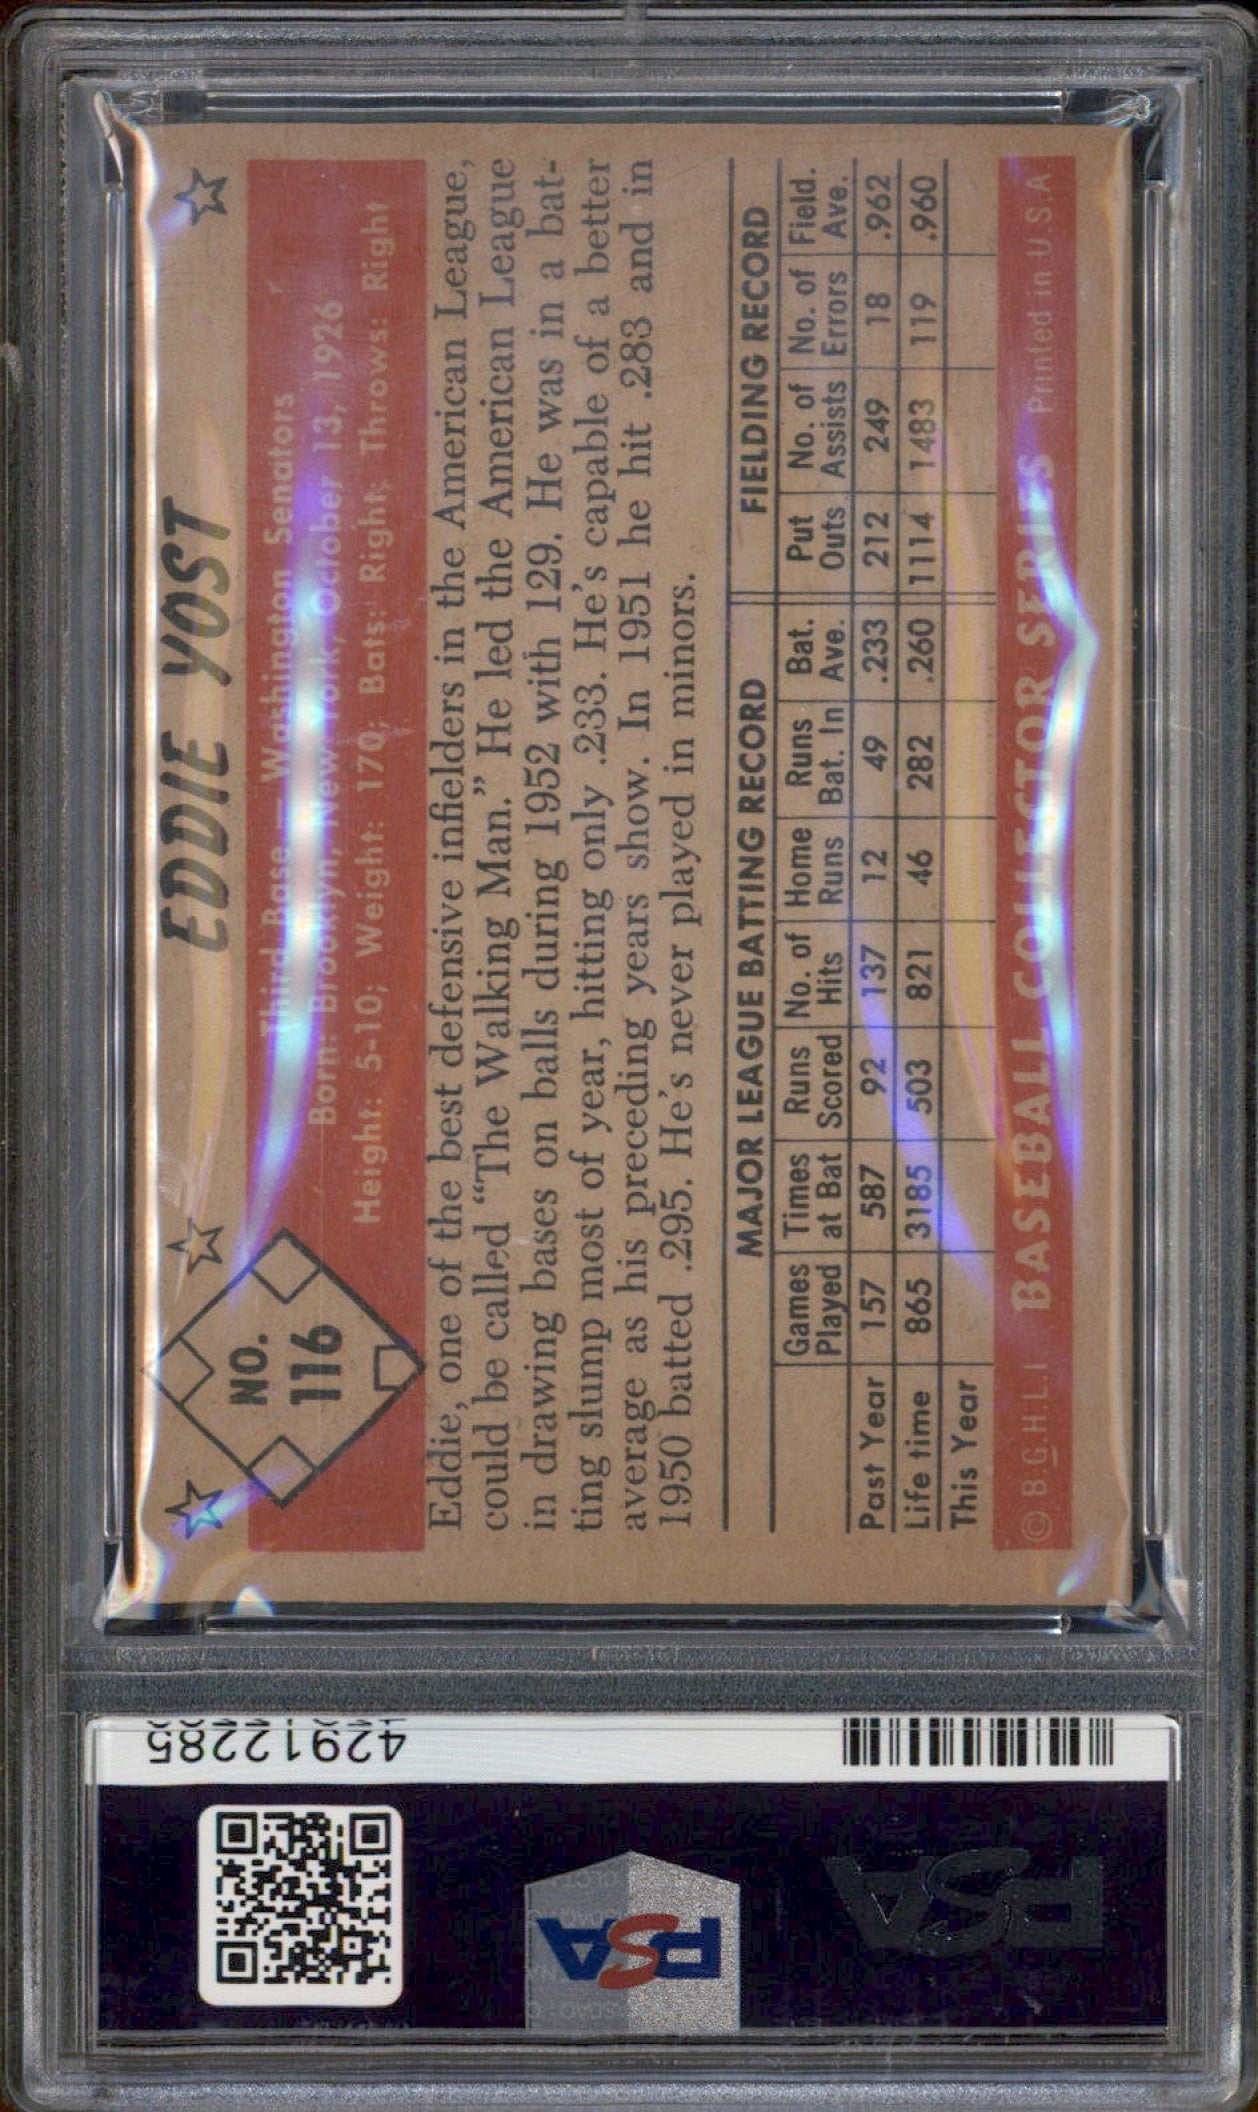 NO.
116
EDDIE YOST
Third Base — Washington Senators
Born: Brooklyn, New York, October 13, 1926
Height: 5-10; Weight: 170; Bats: Right; Throws: Right
Eddie, one of the best defensive infielders in the American League,
could be called “The Walking Man.” He led the American League
in drawing bases on balls during 1952 with 129. He was in a bat-
ting slump most of year, hitting only .233. He’s capable of a better
average as his preceding years show. In 1951 he hit .283 and in
1950 batted .295. He’s never played in minors.
MAJOR LEAGUE BATTING RECORD FIELDING RECORD
Games Played Times at Bat Runs Scored No. of Hits Home Runs Runs Bat. In Bat. Ave. Put Outs No. of Assists No. of Errors Field. Ave.
Past Year 157 587 92 137 12 49 .233 212 249 18 .962
Life time 865 3185 503 821 46 282 .260 1114 1483 119 .960
This Year
© B.G.H.L.I. BASEBALL COLLECTOR SERIES Printed in U.S.A
42912285
PSA
PSA